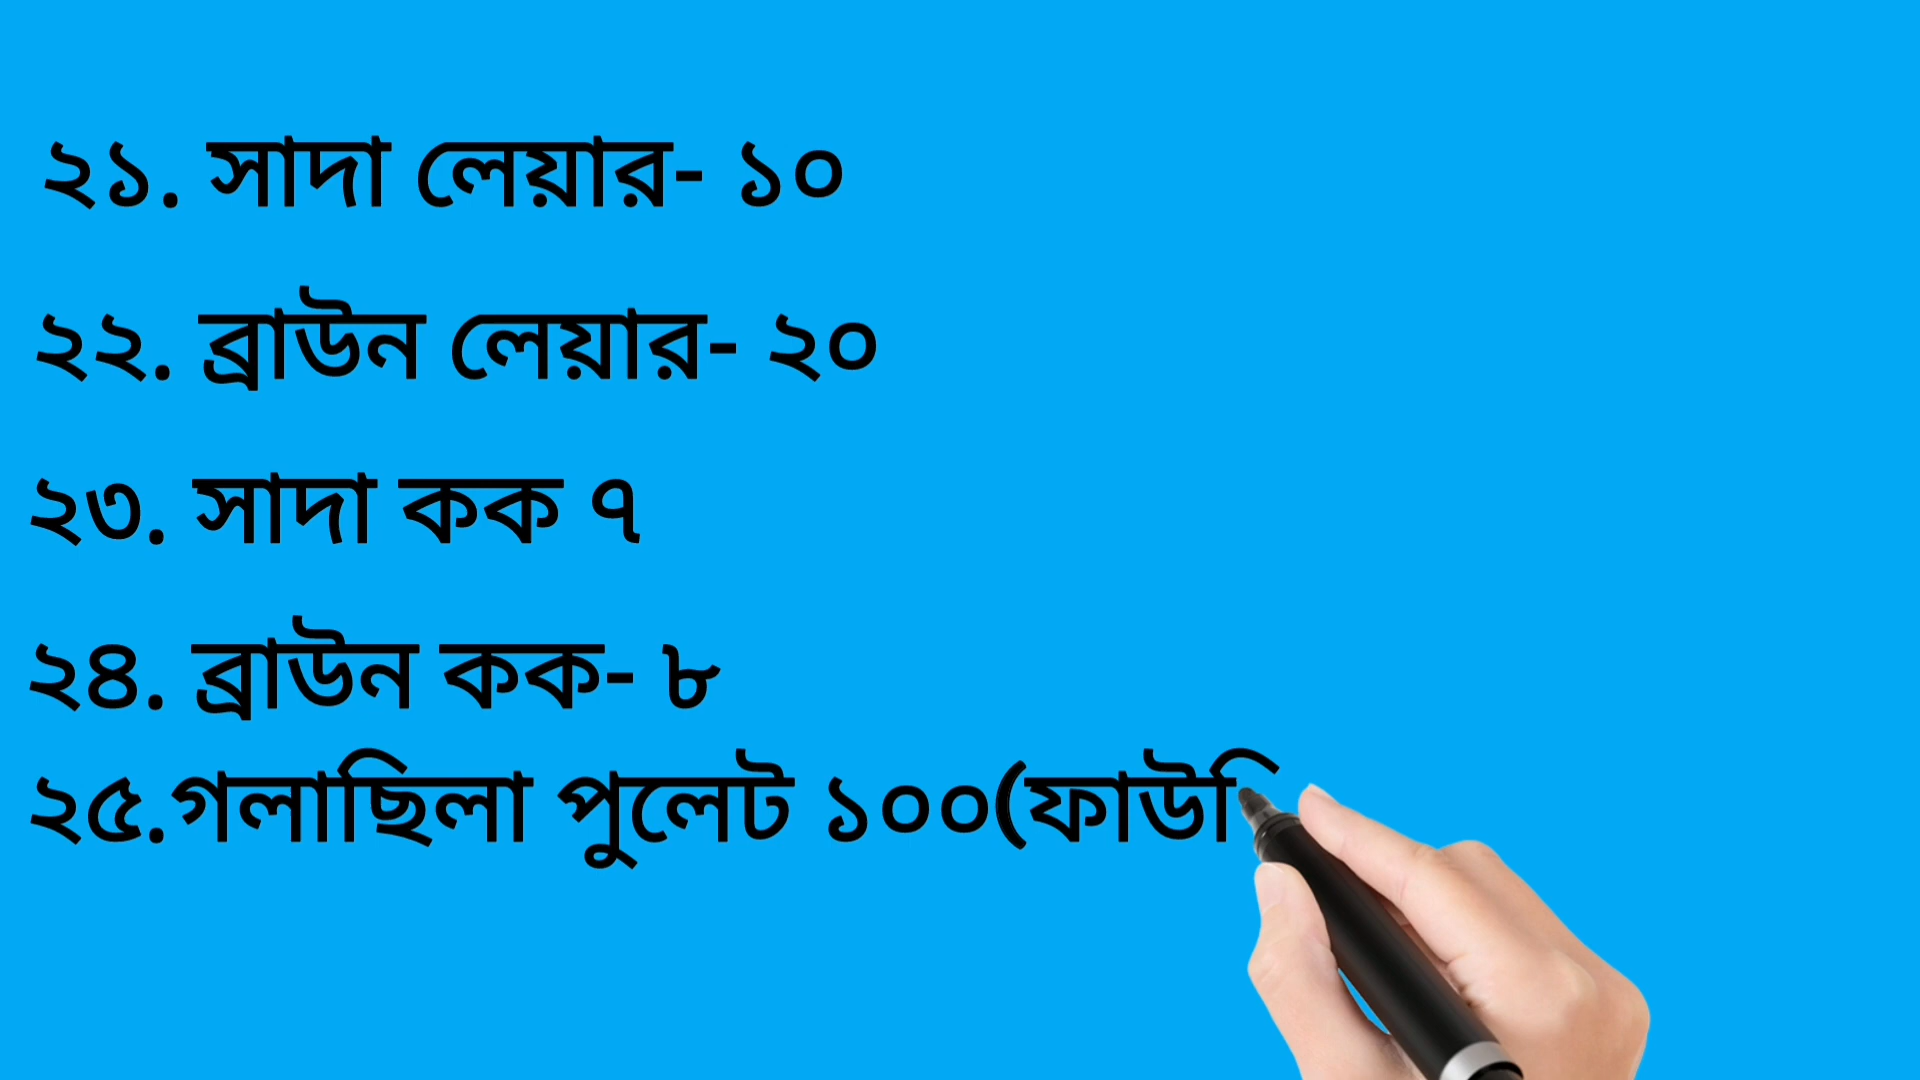 ২১. সাদা লেয়ার- ১০
২২. ব্রাউন লেয়ার- ২০
২৩. সাদা কক ৭
২৪. ব্রাউন কক- ৮
২৫.গলাছিলা পুলেট ১০০(ফাউি